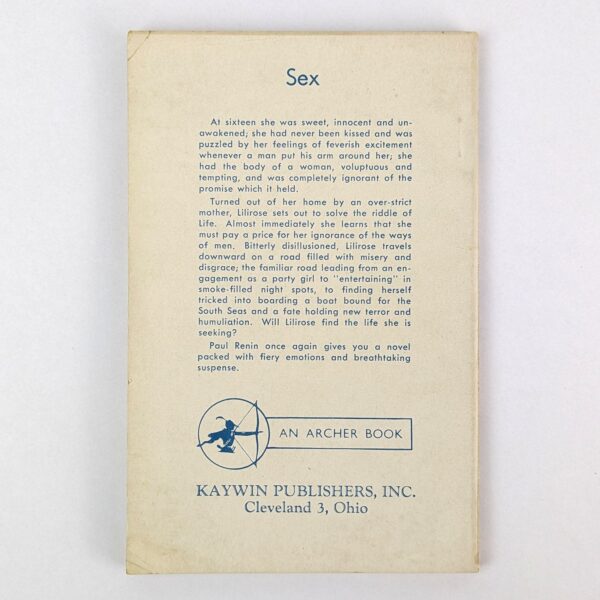 Sex
At sixteen she was sweet, innocent and un-
awakened; she had never been kissed and was
puzzled by her feelings of feverish excitement
whenever a man put his arm around her; she
had the body of a woman, voluptuous and
tempting, and was completely ignorant of the
promise which it held.
Turned out of her home by an over-strict
mother, Lilirose sets out to solve the riddle of
Life. Almost immediately she learns that she
must pay a price for her ignorance of the ways
of men. Bitterly disillusioned, Lilirose travels
downward on a road filled with misery and
disgrace; the familiar road leading from an en-
gagement as a party girl to "entertaining" in
smoke-filled night spots, to finding herself
tricked into boarding a boat bound for the
South Seas and a fate holding new terror and
humuliation. Will Lilirose find the life she is
seeking?
Paul Renin once again gives you a novel
packed with fiery emotions and breathtaking
suspense.
AN ARCHER BOOK
KAYWIN PUBLISHERS, INC.
Cleveland 3, Ohio